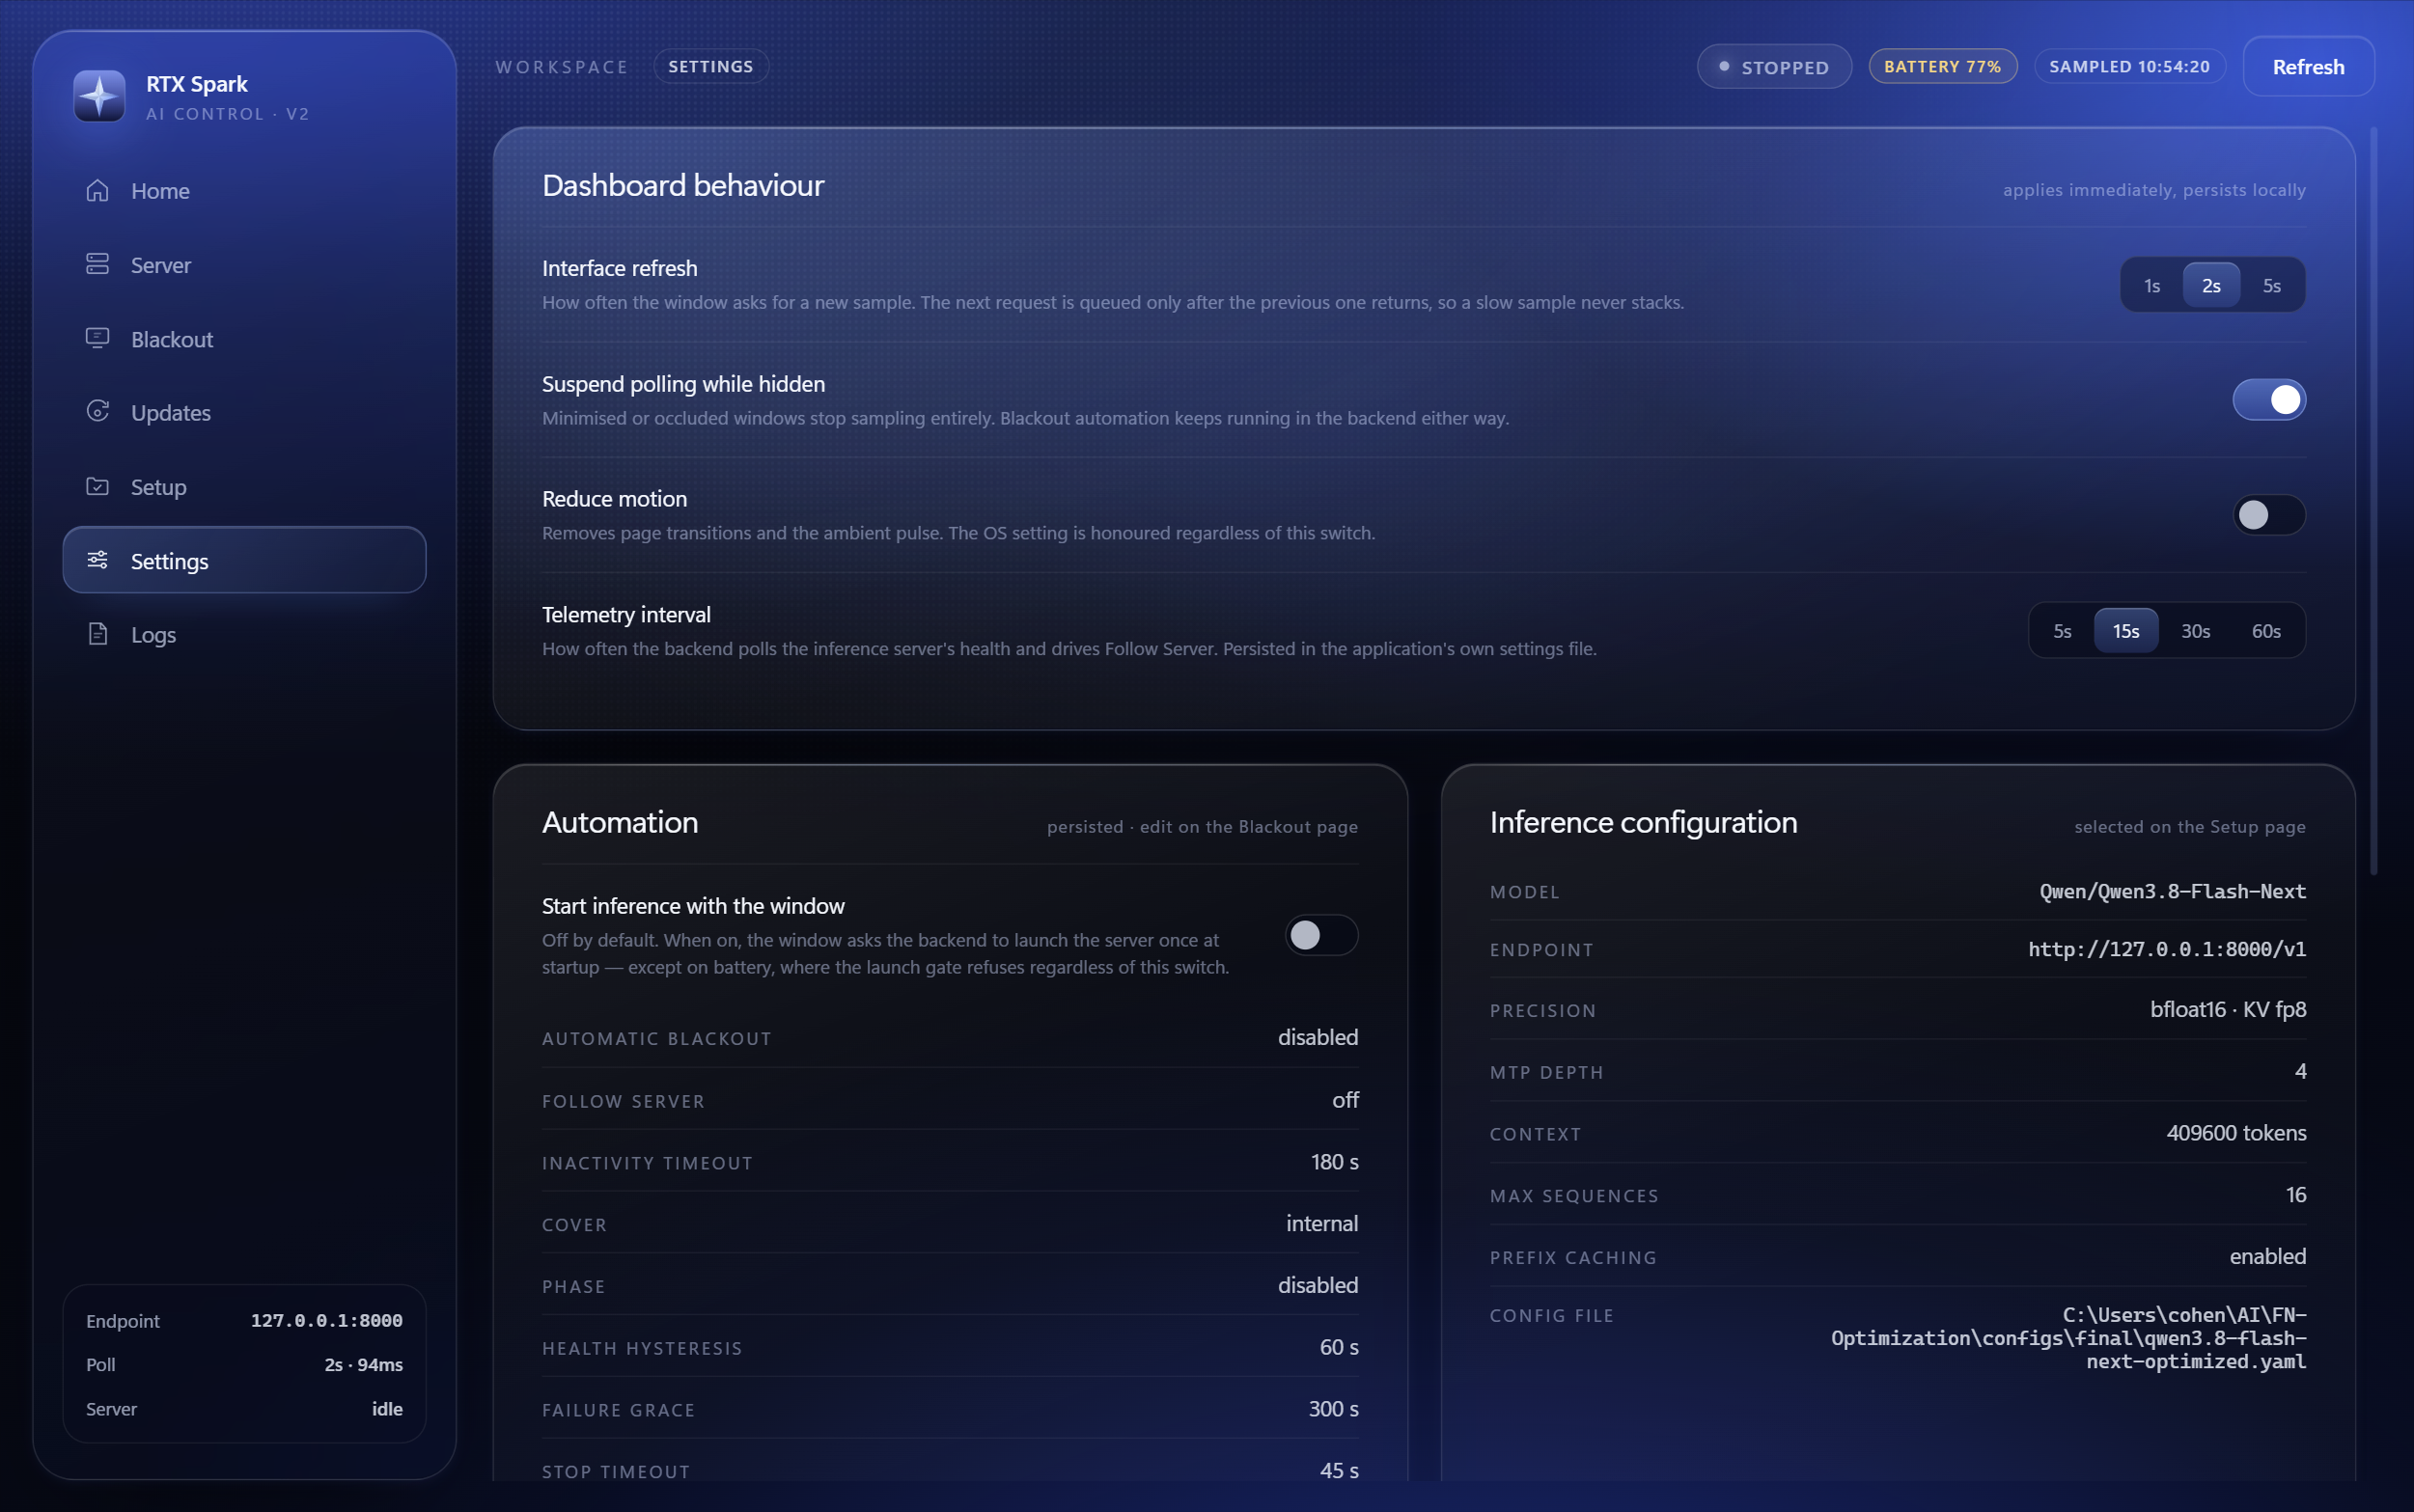 RTX Spark
AI CONTROL · V2
Home
Server
Blackout
Updates
Setup
Settings
Logs
Endpoint 127.0.0.1:8000
Poll 2s · 94ms
Server idle
WORKSPACE SETTINGS
STOPPED BATTERY 77% SAMPLED 10:54:20 Refresh
Dashboard behaviour applies immediately, persists locally
Interface refresh
How often the window asks for a new sample. The next request is queued only after the previous one returns, so a slow sample never stacks.
1s 2s 5s
Suspend polling while hidden
Minimised or occluded windows stop sampling entirely. Blackout automation keeps running in the backend either way.
Reduce motion
Removes page transitions and the ambient pulse. The OS setting is honoured regardless of this switch.
Telemetry interval
How often the backend polls the inference server's health and drives Follow Server. Persisted in the application's own settings file.
5s 15s 30s 60s
Automation persisted · edit on the Blackout page
Start inference with the window
Off by default. When on, the window asks the backend to launch the server once at
startup — except on battery, where the launch gate refuses regardless of this switch.
AUTOMATIC BLACKOUT disabled
FOLLOW SERVER off
INACTIVITY TIMEOUT 180 s
COVER internal
PHASE disabled
HEALTH HYSTERESIS 60 s
FAILURE GRACE 300 s
STOP TIMEOUT 45 s
Inference configuration selected on the Setup page
MODEL Qwen/Qwen3.8-Flash-Next
ENDPOINT http://127.0.0.1:8000/v1
PRECISION bfloat16 · KV fp8
MTP DEPTH 4
CONTEXT 409600 tokens
MAX SEQUENCES 16
PREFIX CACHING enabled
CONFIG FILE C:\Users\cohen\AI\FN-
Optimization\configs\final\qwen3.8-flash-
next-optimized.yaml